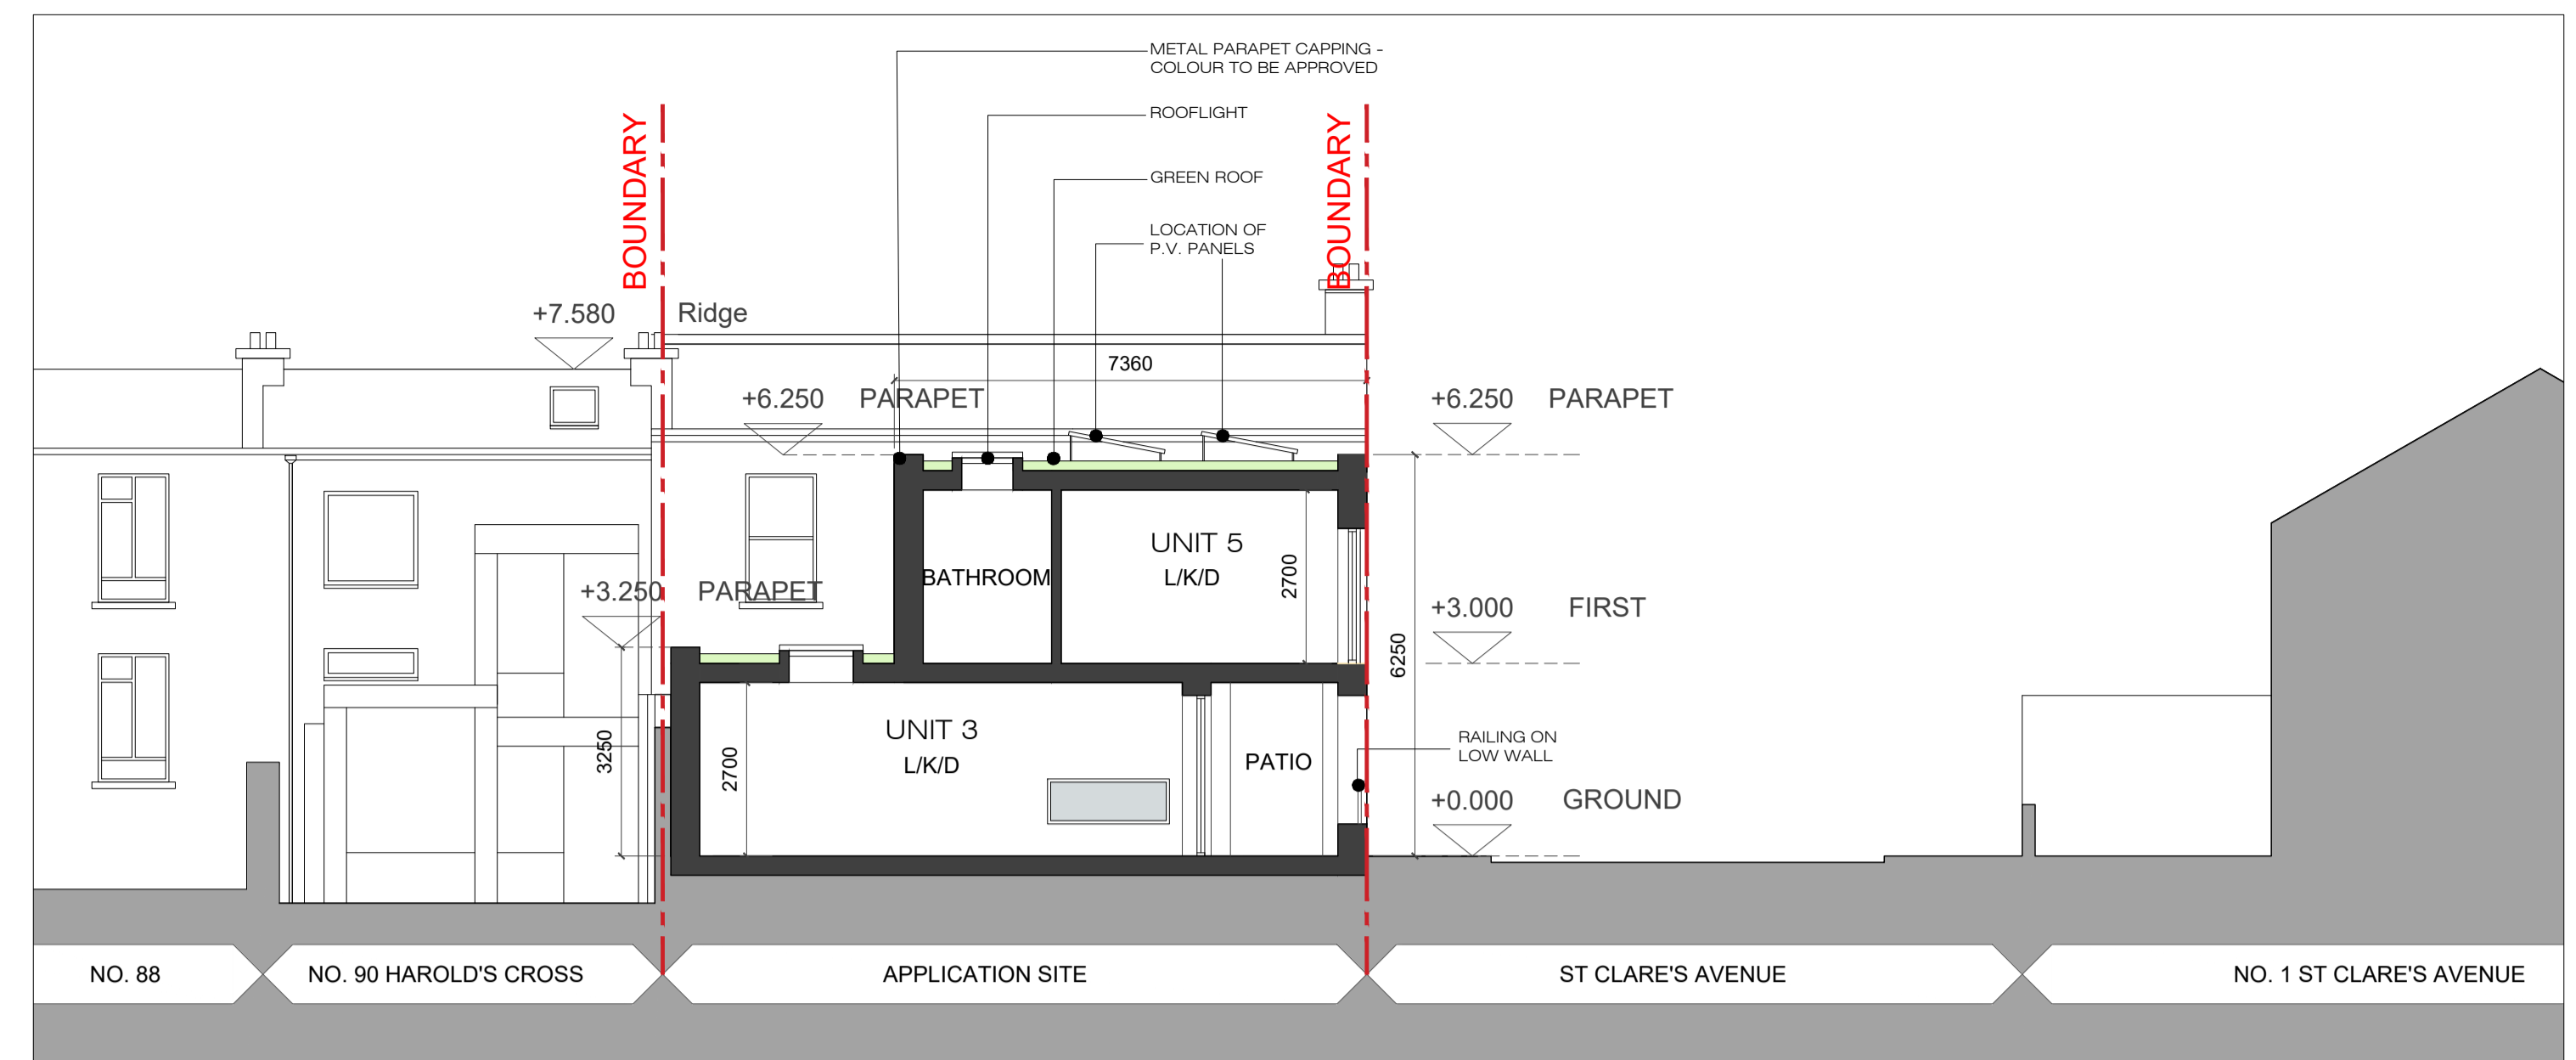 METAL PARAPET CAPPING -
COLOUR TO BE APPROVED
ROOFLIGHT
GREEN ROOF
LOCATION OF
P.V. PANELS
BOUNDARY
BOUNDARY
+7.580 Ridge
7360
+6.250 PARAPET
+6.250 PARAPET
UNIT 5
BATHROOM
L/K/D
2700
+3.250 PARAPET
+3.000 FIRST
6250
UNIT 3
L/K/D
3250
2700
PATIO
RAILING ON
LOW WALL
+0.000 GROUND
NO. 88
NO. 90 HAROLD'S CROSS
APPLICATION SITE
ST CLARE'S AVENUE
NO. 1 ST CLARE'S AVENUE